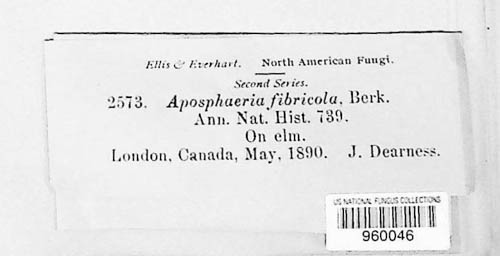 Ellis & Everhart. North American Fungi.
Second Series.
2573. Aposphaeria fibricola, Berk.
Ann. Nat. Hist. 739.
On elm.
London, Canada, May, 1890. J. Dearness.
US NATIONAL FUNGUS COLLECTIONS
960046